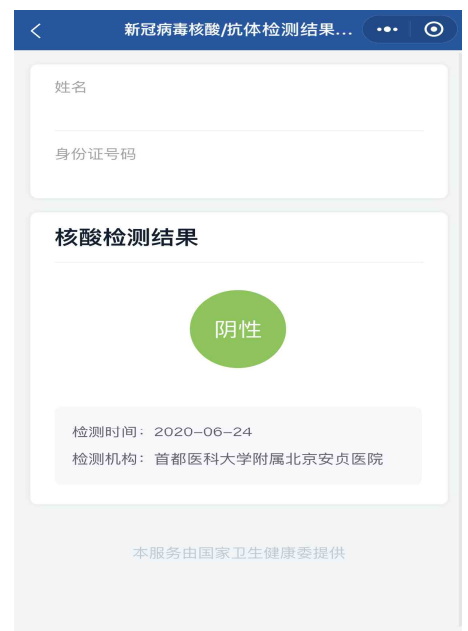 新冠病毒核酸/抗体检测结果...
姓名
身份证号码
核酸检测结果
阴性
检测时间：2020-06-24
检测机构：首都医科大学附属北京安贞医院
本服务由国家卫生健康委提供